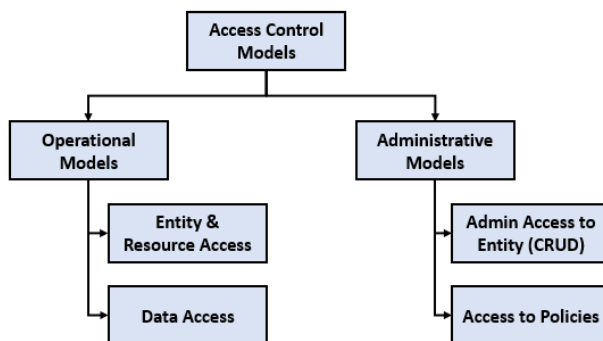 Access Control
Models
Operational
Models
Administrative
Models
Entity &
Resource Access
Admin Access to
Entity (CRUD)
Data Access
Access to Policies